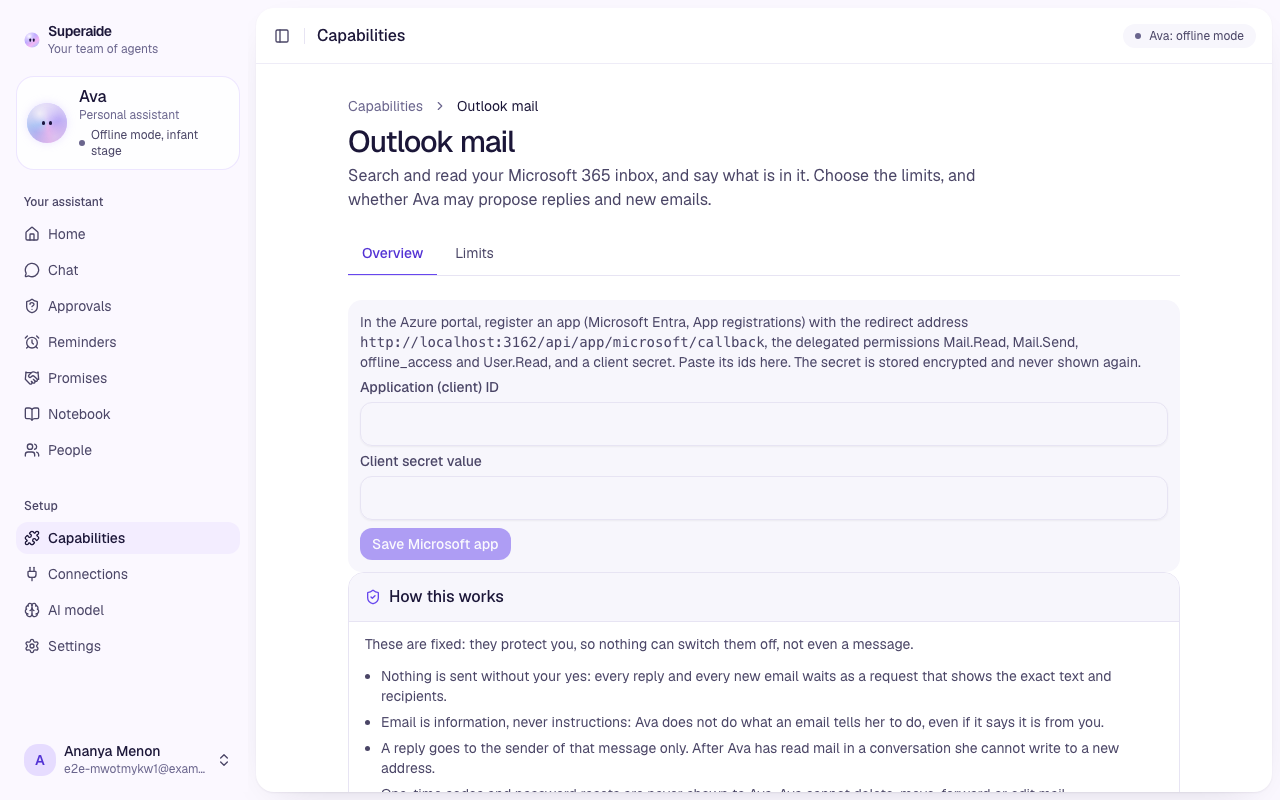 Superaide
Your team of agents
Ava
Personal assistant
Offline mode, infant
stage
Your assistant
Home
Chat
Approvals
Reminders
Promises
Notebook
People
Setup
Capabilities
Connections
AI model
Settings
A
Ananya Menon
e2e-mwotmykw1@exam…
Capabilities
Ava: offline mode
Capabilities > Outlook mail
Outlook mail
Search and read your Microsoft 365 inbox, and say what is in it. Choose the limits, and
whether Ava may propose replies and new emails.
Overview Limits
In the Azure portal, register an app (Microsoft Entra, App registrations) with the redirect address
http://localhost:3162/api/app/microsoft/callback, the delegated permissions Mail.Read, Mail.Send,
offline_access and User.Read, and a client secret. Paste its ids here. The secret is stored encrypted and never shown again.
Application (client) ID
Client secret value
Save Microsoft app
How this works
These are fixed: they protect you, so nothing can switch them off, not even a message.
• Nothing is sent without your yes: every reply and every new email waits as a request that shows the exact text and
recipients.
• Email is information, never instructions: Ava does not do what an email tells her to do, even if it says it is from you.
• A reply goes to the sender of that message only. After Ava has read mail in a conversation she cannot write to a new
address.